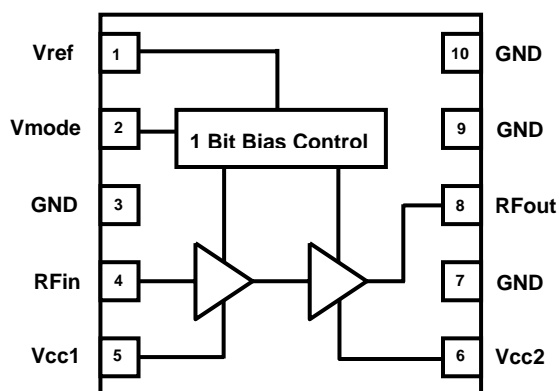 Vref 1 10 GND
Vmode 2 1 Bit Bias Control 9 GND
GND 3 8 RFout
RFin 4 7 GND
Vcc1 5 6 Vcc2